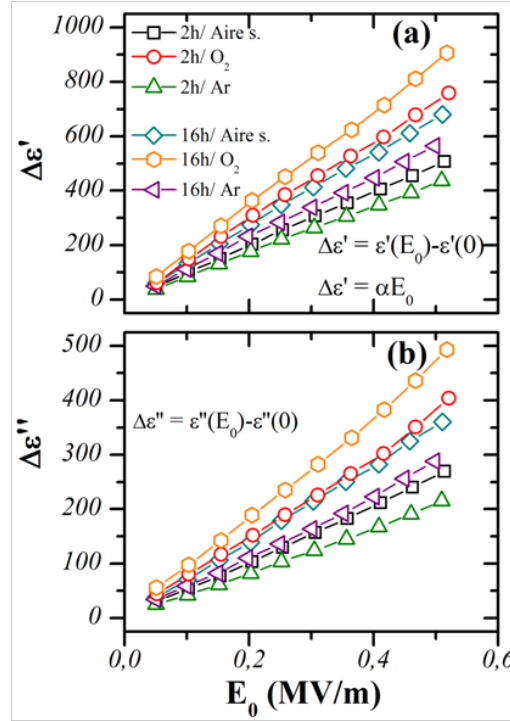 (a)
1000
800
600
400
200
0
Δε'
2h/ Aire s.
2h/ O₂
2h/ Ar
16h/ Aire s.
16h/ O₂
16h/ Ar
Δε' = ε'(E₀)-ε'(0)
Δε' = αE₀
(b)
500
400
300
200
100
0
Δε''
Δε'' = ε''(E₀)-ε''(0)
0,0 0,2 0,4 0,6
E₀ (MV/m)